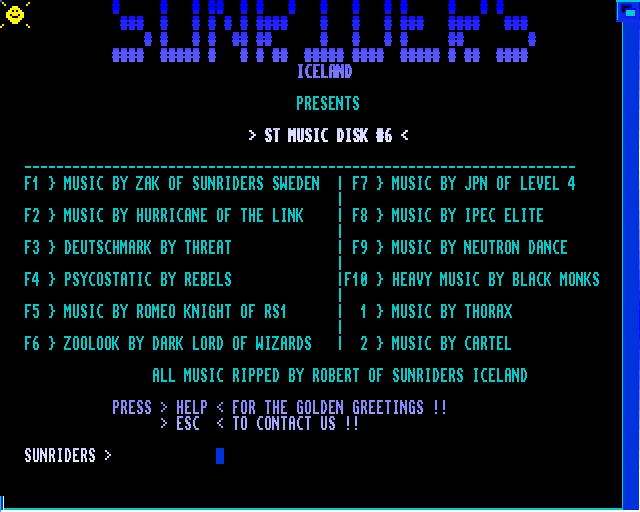 SUNRIDERS
ICELAND
PRESENTS
> ST MUSIC DISK #6 <
F1 } MUSIC BY ZAK OF SUNRIDERS SWEDEN | F7 } MUSIC BY JPN OF LEVEL 4
F2 } MUSIC BY HURRICANE OF THE LINK | F8 } MUSIC BY IPEC ELITE
F3 } DEUTSCHMARK BY THREAT | F9 } MUSIC BY NEUTRON DANCE
F4 } PSYCOSTATIC BY REBELS |F10 } HEAVY MUSIC BY BLACK MONKS
F5 } MUSIC BY ROMEO KNIGHT OF RS1 | 1 } MUSIC BY THORAX
F6 } ZOOLOOK BY DARK LORD OF WIZARDS | 2 } MUSIC BY CARTEL
ALL MUSIC RIPPED BY ROBERT OF SUNRIDERS ICELAND
PRESS > HELP < FOR THE GOLDEN GREETINGS !!
> ESC < TO CONTACT US !!
SUNRIDERS >